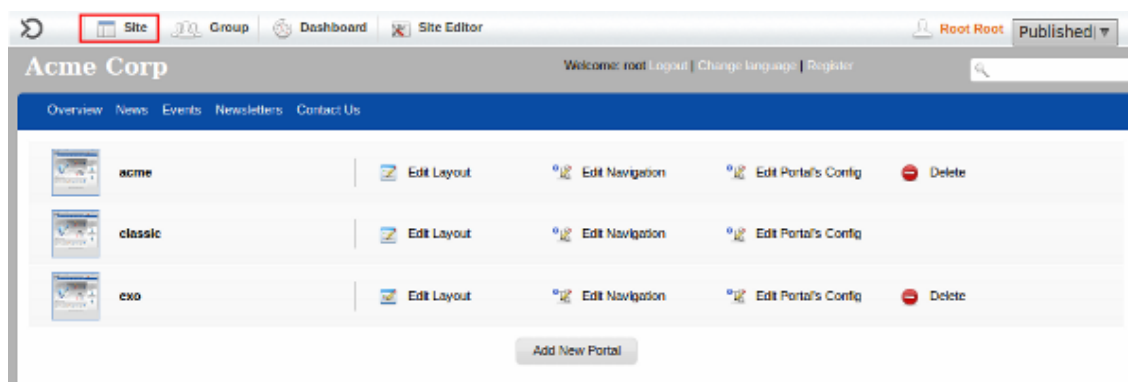 Site Group Dashboard Site Editor Root Root Published
Acme Corp Welcome: root Logout | Change language | Register
Overview News Events Newsletters Contact Us
acme Edit Layout Edit Navigation Edit Portal's Config Delete
classic Edit Layout Edit Navigation Edit Portal's Config
exo Edit Layout Edit Navigation Edit Portal's Config Delete
Add New Portal